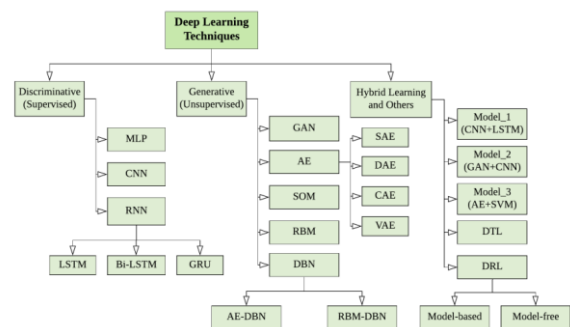 Deep Learning
Techniques
Discriminative
(Supervised)
MLP
CNN
RNN
LSTM
Bi-LSTM
GRU
Generative
(Unsupervised)
GAN
AE
SAE
DAE
CAE
VAE
SOM
RBM
DBN
AE-DBN
RBM-DBN
Hybrid Learning
and Others
Model_1
(CNN+LSTM)
Model_2
(GAN+CNN)
Model_3
(AE+SVM)
DTL
DRL
Model-based
Model-free